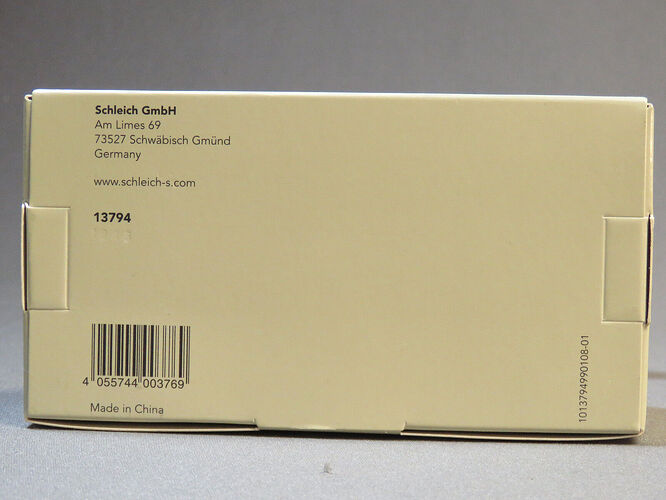 Schleich GmbH
Am Limes 69
73527 Schwäbisch Gmünd
Germany
www.schleich-s.com
13794
4 055744 003769
Made in China
1013794990108-01